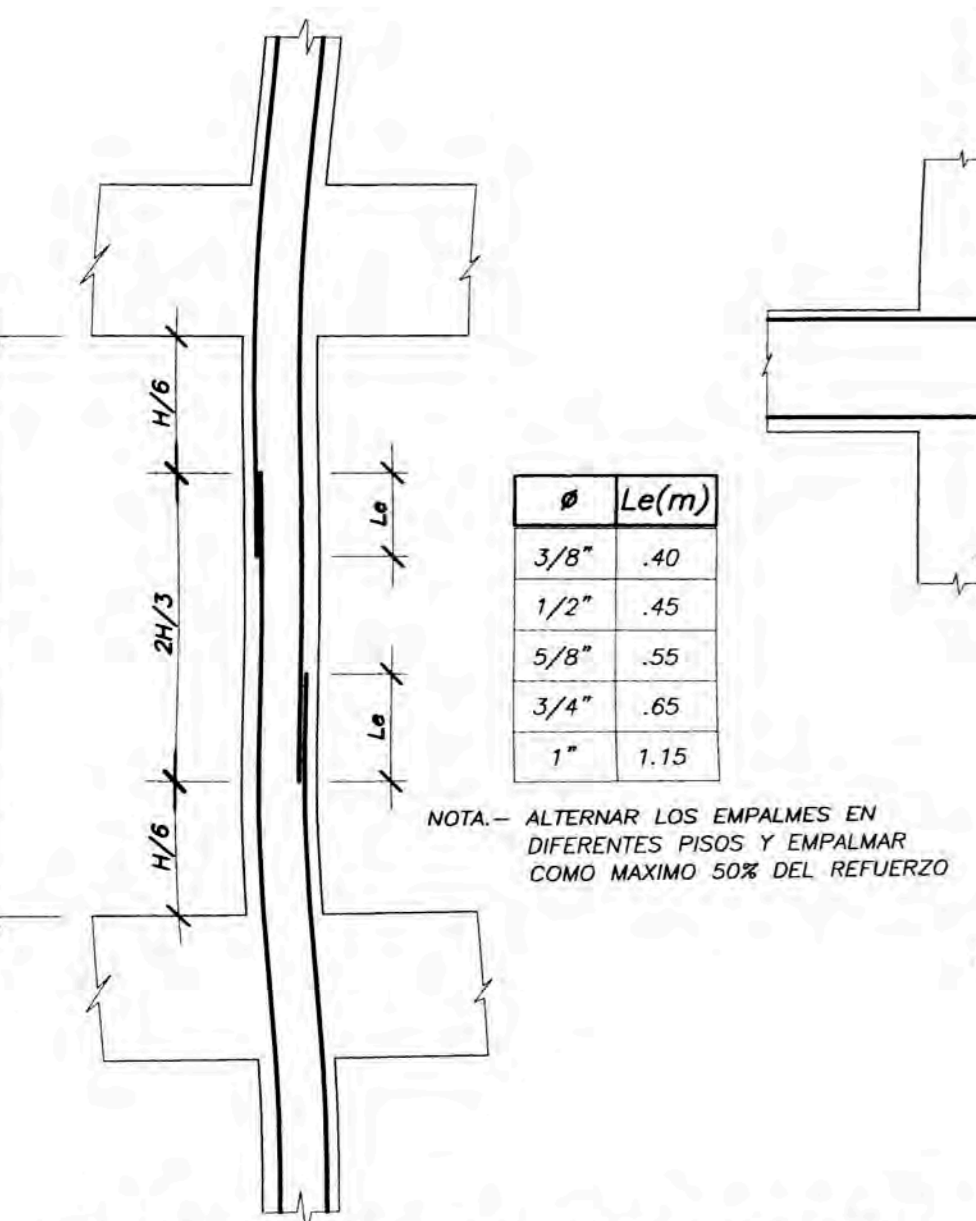 H/6
2H/3
H/6
Le
Le
ø Le(m)
3/8" .40
1/2" .45
5/8" .55
3/4" .65
1" 1.15
NOTA.- ALTERNAR LOS EMPALMES EN
DIFERENTES PISOS Y EMPALMAR
COMO MAXIMO 50% DEL REFUERZO